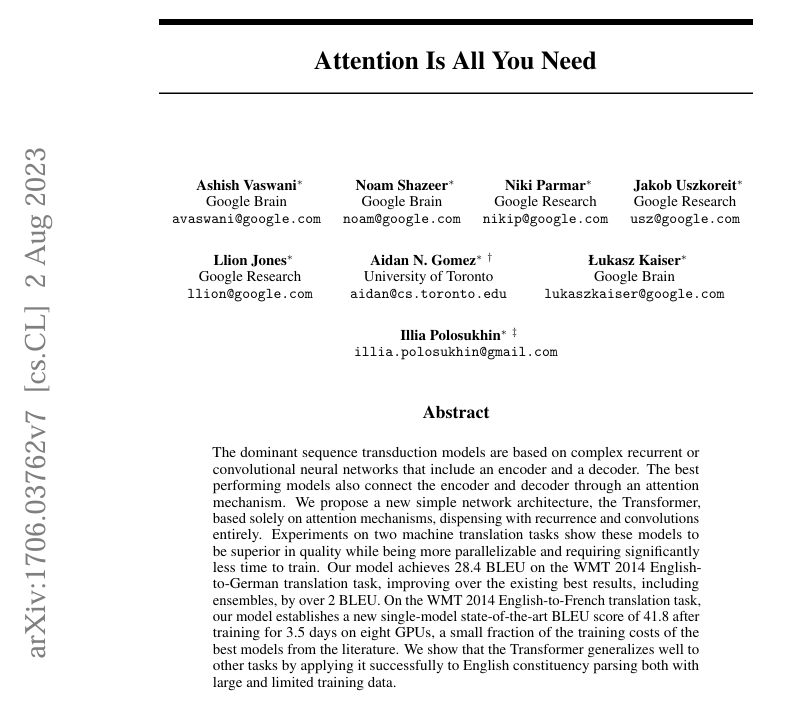 Attention Is All You Need
Ashish Vaswani∗ Noam Shazeer∗ Niki Parmar∗ Jakob Uszkoreit∗
Google Brain Google Brain Google Research Google Research
avaswani@google.com noam@google.com nikip@google.com usz@google.com
Llion Jones∗ Aidan N. Gomez∗ † Łukasz Kaiser∗
Google Research University of Toronto Google Brain
llion@google.com aidan@cs.toronto.edu lukaszkaiser@google.com
Illia Polosukhin∗ ‡
illia.polosukhin@gmail.com
Abstract
The dominant sequence transduction models are based on complex recurrent or
convolutional neural networks that include an encoder and a decoder. The best
performing models also connect the encoder and decoder through an attention
mechanism. We propose a new simple network architecture, the Transformer,
based solely on attention mechanisms, dispensing with recurrence and convolutions
entirely. Experiments on two machine translation tasks show these models to
be superior in quality while being more parallelizable and requiring significantly
less time to train. Our model achieves 28.4 BLEU on the WMT 2014 English-
to-German translation task, improving over the existing best results, including
ensembles, by over 2 BLEU. On the WMT 2014 English-to-French translation task,
our model establishes a new single-model state-of-the-art BLEU score of 41.8 after
training for 3.5 days on eight GPUs, a small fraction of the training costs of the
best models from the literature. We show that the Transformer generalizes well to
other tasks by applying it successfully to English constituency parsing both with
large and limited training data.
arXiv:1706.03762v7 [cs.CL] 2 Aug 2023